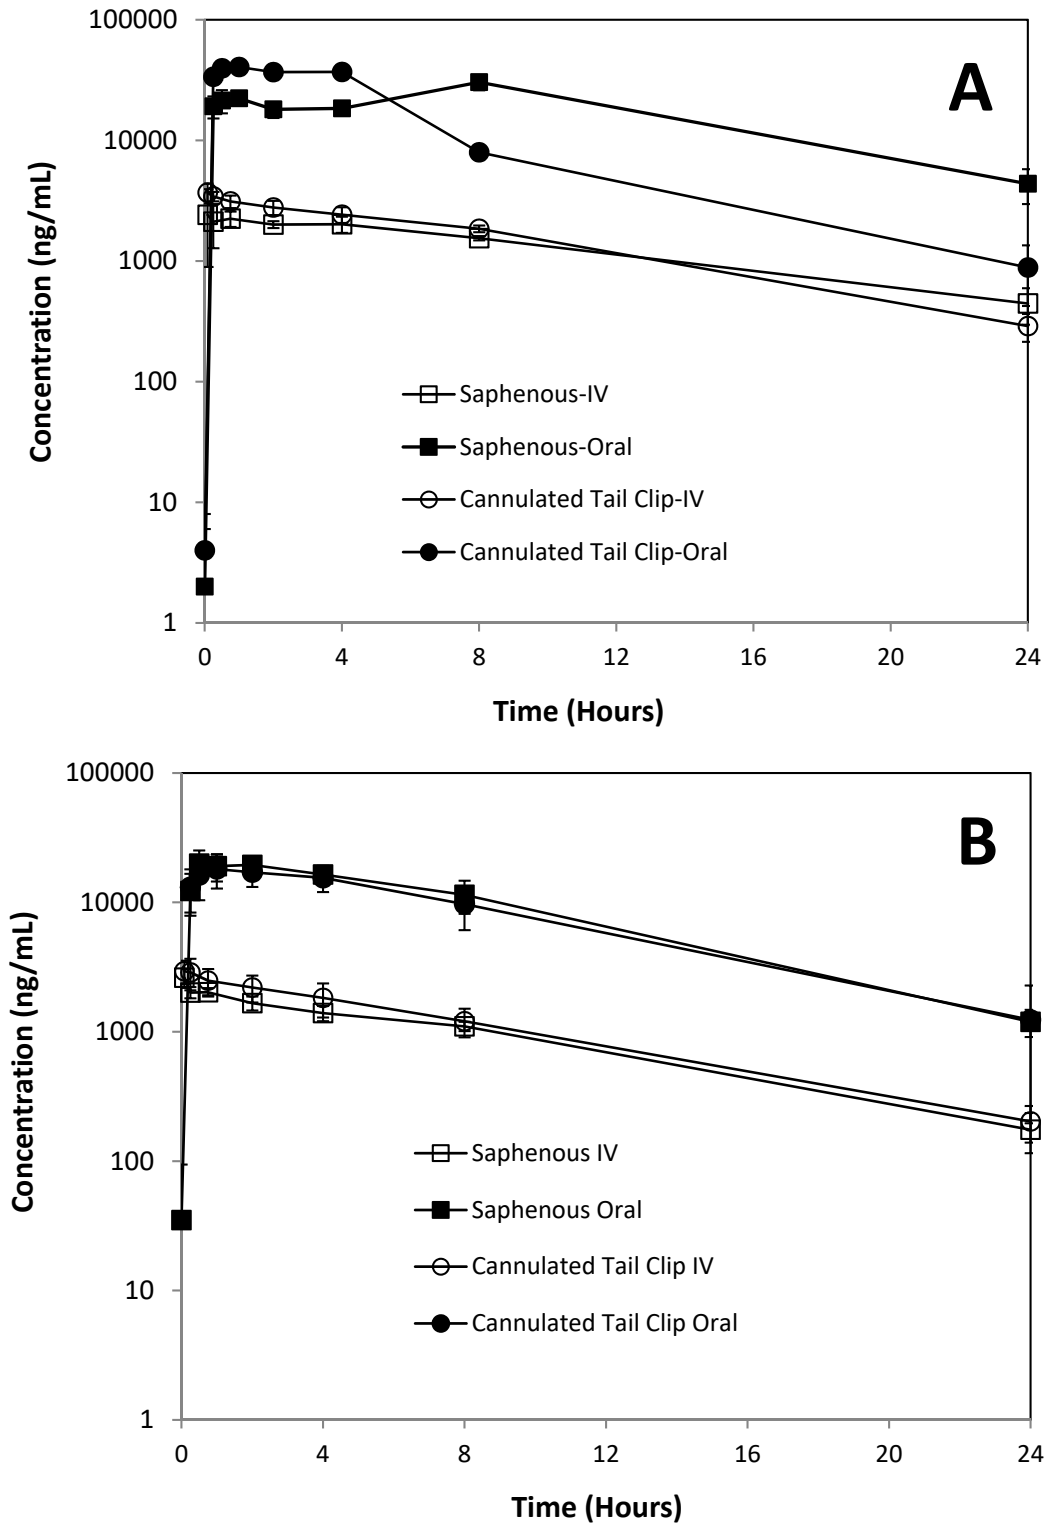 100000
10000
1000
100
10
1
Concentration (ng/mL)
A
Saphenous-IV
Saphenous-Oral
Cannulated Tail Clip-IV
Cannulated Tail Clip-Oral
0 4 8 12 16 20 24
Time (Hours)
100000
10000
1000
100
10
1
Concentration (ng/mL)
B
Saphenous IV
Saphenous Oral
Cannulated Tail Clip IV
Cannulated Tail Clip Oral
0 4 8 12 16 20 24
Time (Hours)